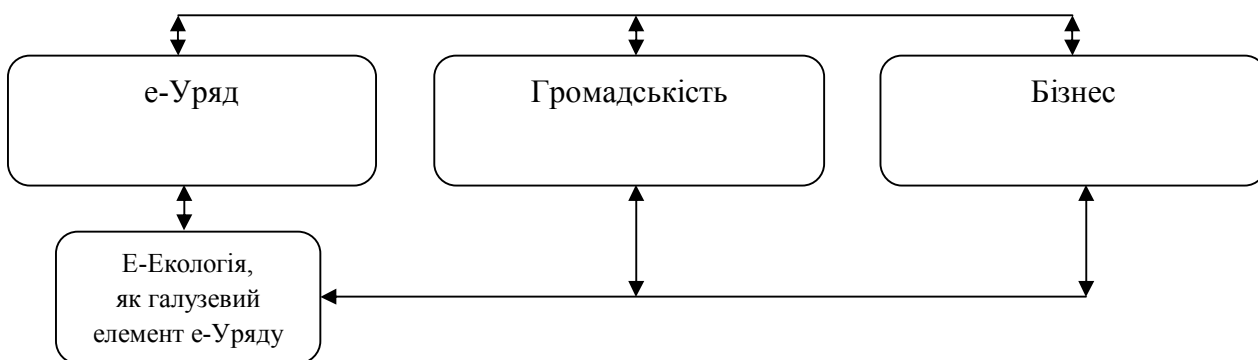 е-Уряд
Громадськість
Бізнес
Е-Екологія,
як галузевий
елемент е-Уряду